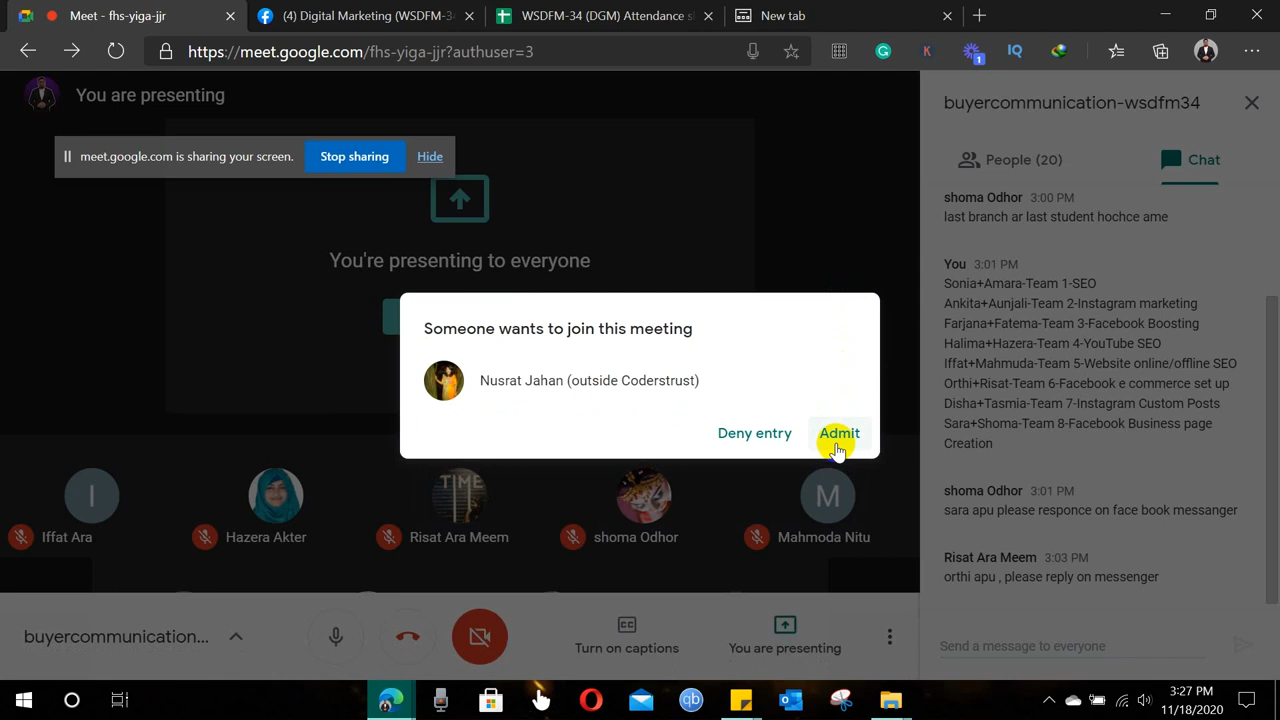 Meet - fhs-yiga-jjr
(4) Digital Marketing (WSDFM-34_
WSDFM-34 (DGM) Attendance s
New tab
https://meet.google.com/fhs-yiga-jjr?authuser=3
K
1
IQ
You are presenting
meet.google.com is sharing your screen.
Stop sharing
Hide
You're presenting to everyone
Someone wants to join this meeting
Nusrat Jahan (outside Coderstrust)
Deny entry
Admit
TIME
I
M
Iffat Ara
Hazera Akter
Risat Ara Meem
shoma Odhor
Mahmoda Nitu
buyercommunication...
CC
Turn on captions
You are presenting
buyercommunication-wsdfm34
People (20)
Chat
shoma Odhor 3:00 PM
last branch ar last student hochce ame
You 3:01 PM
Sonia+Amara-Team 1-SEO
Ankita+Aunjali-Team 2-Instagram marketing
Farjana+Fatema-Team 3-Facebook Boosting
Halima+Hazera-Team 4-YouTube SEO
Iffat+Mahmuda-Team 5-Website online/offline SEO
Orthi+Risat-Team 6-Facebook e commerce set up
Disha+Tasmia-Team 7-Instagram Custom Posts
Sara+Shoma-Team 8-Facebook Business page
Creation
shoma Odhor 3:01 PM
sara apu please responce on face book messanger
Risat Ara Meem 3:03 PM
orthi apu , please reply on messenger
Send a message to everyone
qb
3:27 PM
11/18/2020